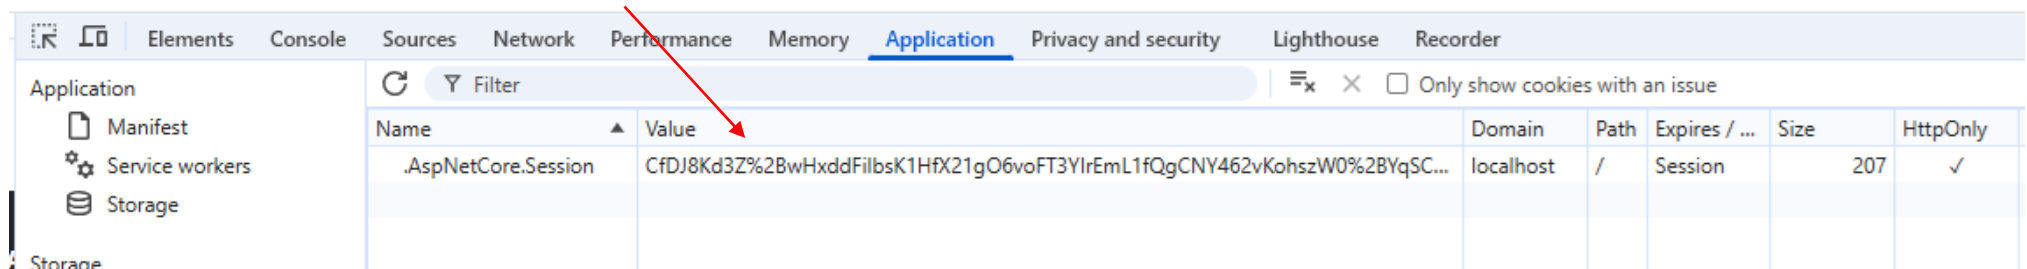 Elements Console Sources Network Performance Memory Application Privacy and security Lighthouse Recorder
Application
Filter
Only show cookies with an issue
Manifest
Service workers
Storage
Storage
Name Value Domain Path Expires / ... Size HttpOnly
.AspNetCore.Session CfDJ8Kd3Z%2BwHxddFilbsK1HfX21gO6voFT3YIrEmL1fQgCNY462vKohszW0%2BYqSC... localhost / Session 207 ✓